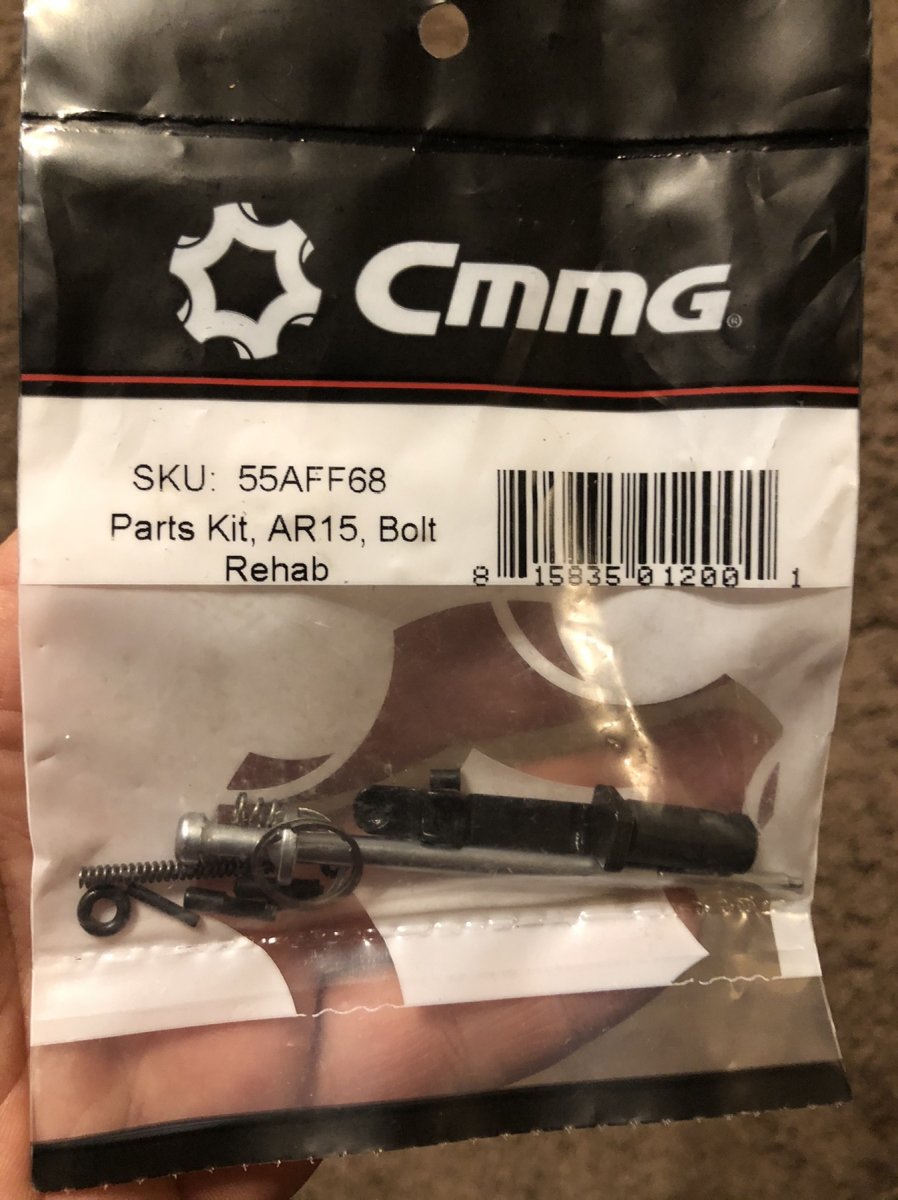 CMMG®
SKU: 55AFF68
Parts Kit, AR15, Bolt
Rehab
8 15835 01200 1